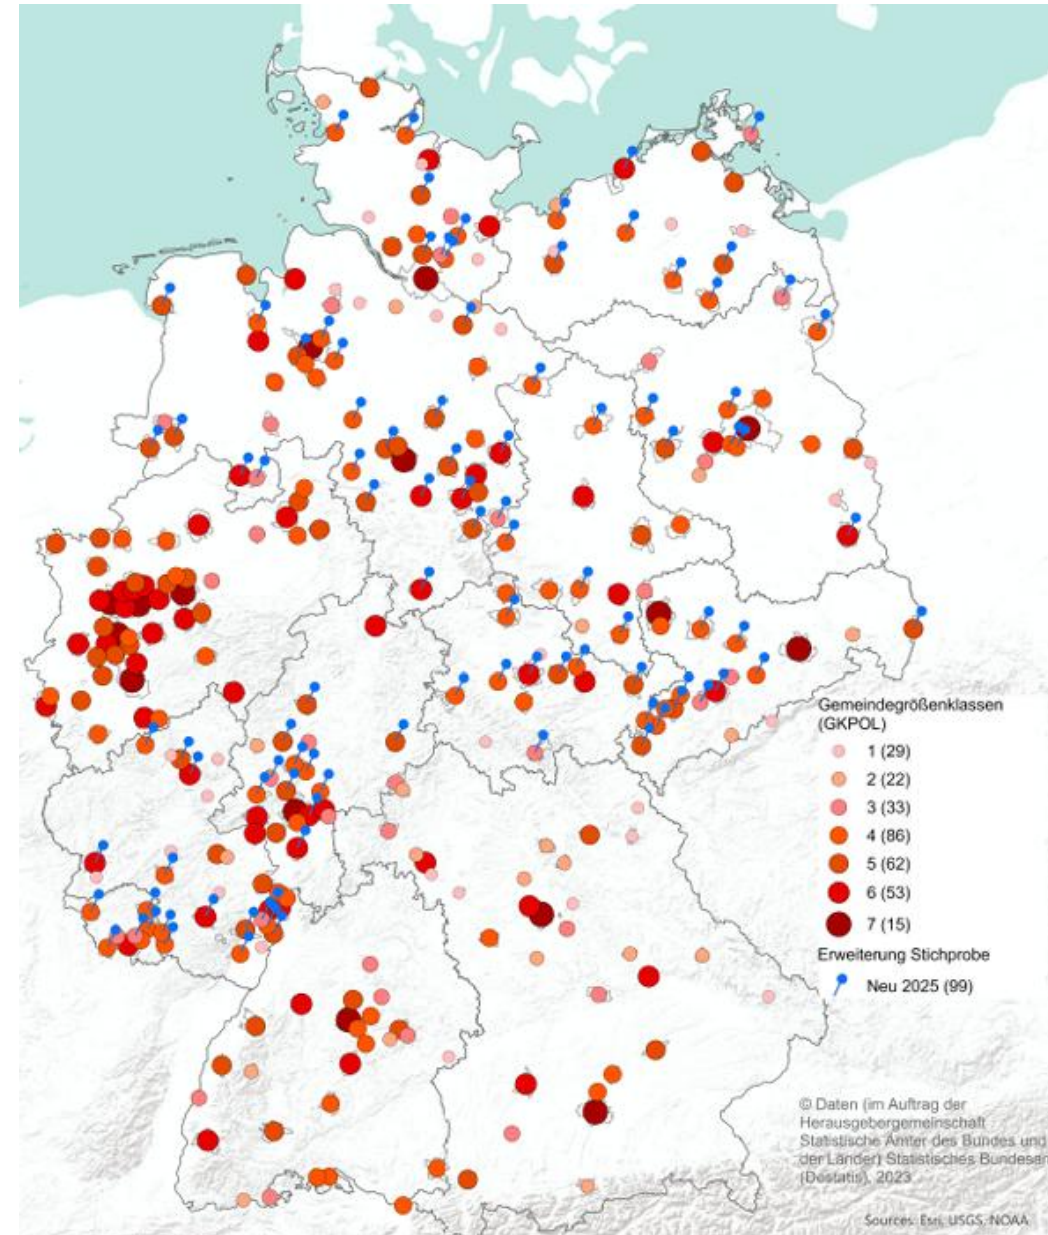 Gemeindegrößenklassen
(GKPOL)
1 (29)
2 (22)
3 (33)
4 (86)
5 (62)
6 (53)
7 (15)
Erweiterung Stichprobe
Neu 2025 (99)
© Daten (im Auftrag der
Herausgebergemeinschaft
Statistische Ämter des Bundes und
der Länder) Statistisches Bundesa
(Destatis), 2023
Sources: Esri, USGS, NOAA